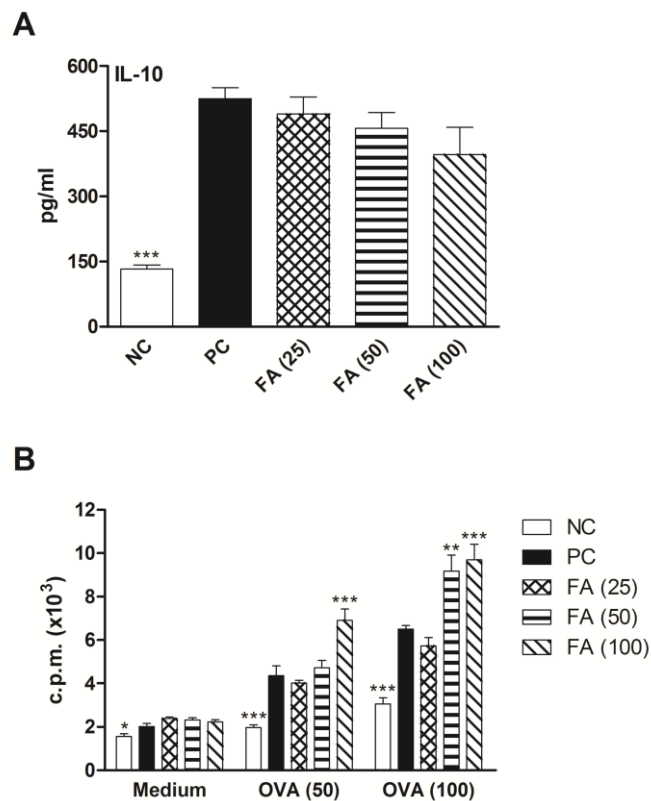 A
IL-10
pg/ml
600
450
300
150
0
***
NC
PC
FA (25)
FA (50)
FA (100)
B
c.p.m. (x10³)
12
10
8
6
4
2
0
*
***
***
***
**
***
Medium
OVA (50)
OVA (100)
NC
PC
FA (25)
FA (50)
FA (100)